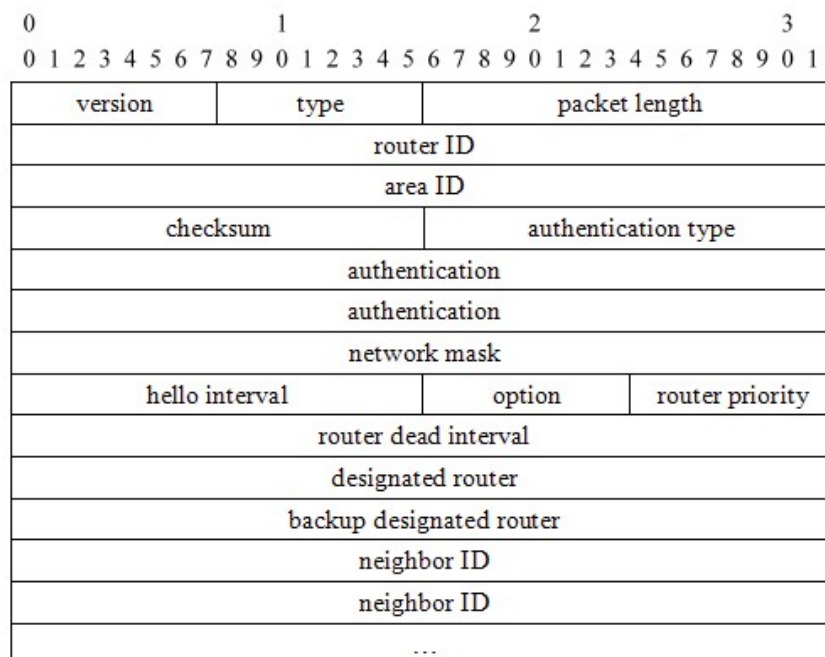 0 1 2 3
0 1 2 3 4 5 6 7 8 9 0 1 2 3 4 5 6 7 8 9 0 1 2 3 4 5 6 7 8 9 0 1
version type packet length
router ID
area ID
checksum authentication type
authentication
authentication
network mask
hello interval option router priority
router dead interval
designated router
backup designated router
neighbor ID
neighbor ID
...